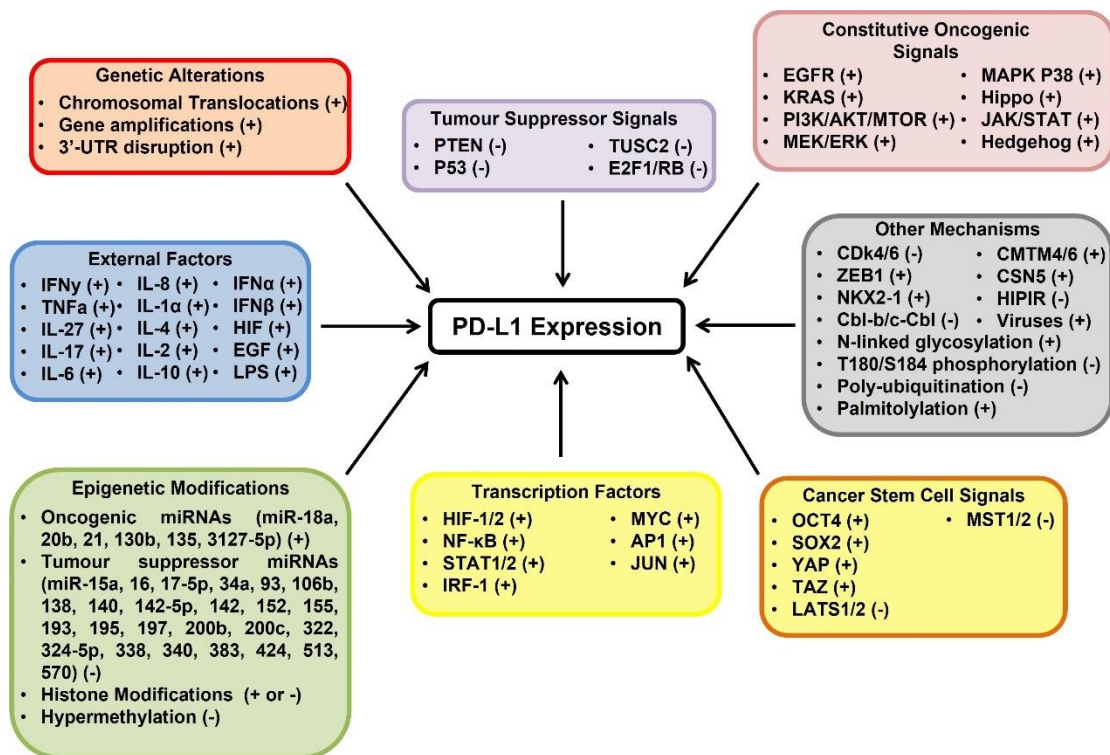 Genetic Alterations
• Chromosomal Translocations (+)
• Gene amplifications (+)
• 3’-UTR disruption (+)
Tumour Suppressor Signals
• PTEN (-)
• P53 (-)
• TUSC2 (-)
• E2F1/RB (-)
Constitutive Oncogenic
Signals
• EGFR (+)
• KRAS (+)
• PI3K/AKT/MTOR (+)
• MEK/ERK (+)
• MAPK P38 (+)
• Hippo (+)
• JAK/STAT (+)
• Hedgehog (+)
External Factors
• IFNy (+)
• TNFa (+)
• IL-27 (+)
• IL-17 (+)
• IL-6 (+)
• IL-8 (+)
• IL-1α (+)
• IL-4 (+)
• IL-2 (+)
• IL-10 (+)
• IFNα (+)
• IFNβ (+)
• HIF (+)
• EGF (+)
• LPS (+)
PD-L1 Expression
Other Mechanisms
• CDk4/6 (-)
• ZEB1 (+)
• NKX2-1 (+)
• Cbl-b/c-Cbl (-)
• CMTM4/6 (+)
• CSN5 (+)
• HIPIR (-)
• Viruses (+)
• N-linked glycosylation (+)
• T180/S184 phosphorylation (-)
• Poly-ubiquitination (-)
• Palmitolylation (+)
Epigenetic Modifications
• Oncogenic miRNAs (miR-18a,
20b, 21, 130b, 135, 3127-5p) (+)
• Tumour suppressor miRNAs
(miR-15a, 16, 17-5p, 34a, 93, 106b,
138, 140, 142-5p, 142, 152, 155,
193, 195, 197, 200b, 200c, 322,
324-5p, 338, 340, 383, 424, 513,
570) (-)
• Histone Modifications (+ or -)
• Hypermethylation (-)
Transcription Factors
• HIF-1/2 (+)
• NF-κB (+)
• STAT1/2 (+)
• IRF-1 (+)
• MYC (+)
• AP1 (+)
• JUN (+)
Cancer Stem Cell Signals
• OCT4 (+)
• SOX2 (+)
• YAP (+)
• TAZ (+)
• LATS1/2 (-)
• MST1/2 (-)